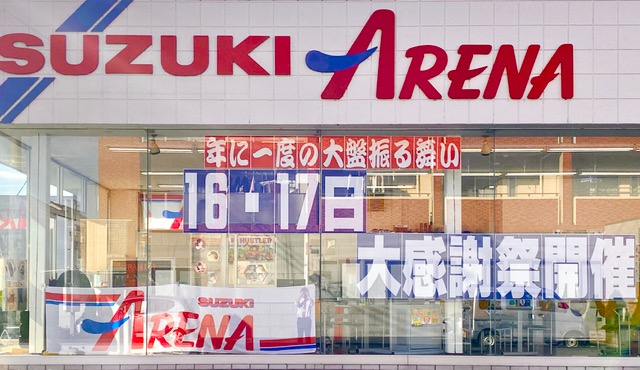 SUZUKI ARENA
年に一度の大盤振る舞い
16・17日
大感謝祭開催
HUSTLER
SUZUKI
ARENA